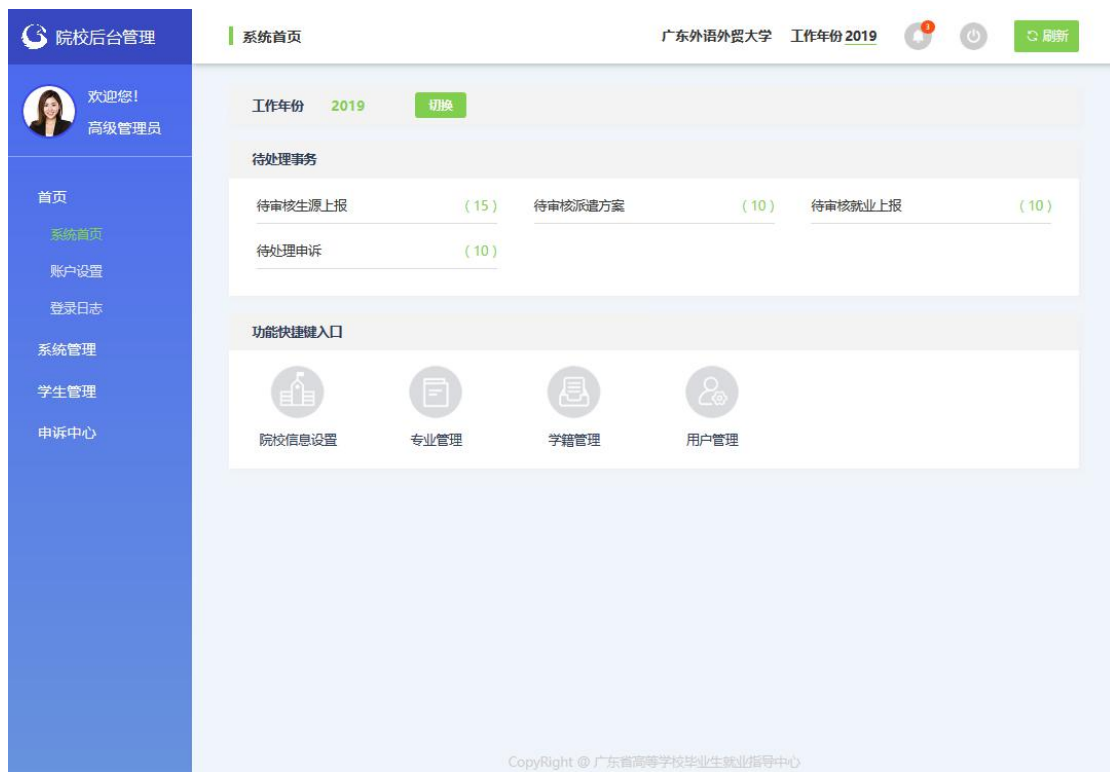 院校后台管理
系统首页 广东外语外贸大学 工作年份 2019 3 刷新
欢迎您!
高级管理员
工作年份 2019 切换
待处理事务
待审核生源上报 (15) 待审核派遣方案 (10) 待审核就业上报 (10)
待处理申诉 (10)
首页
系统首页
账户设置
登录日志
系统管理
学生管理
申诉中心
功能快捷键入口
院校信息设置 专业管理 学籍管理 用户管理
CopyRight @ 广东省高等学校毕业生就业指导中心